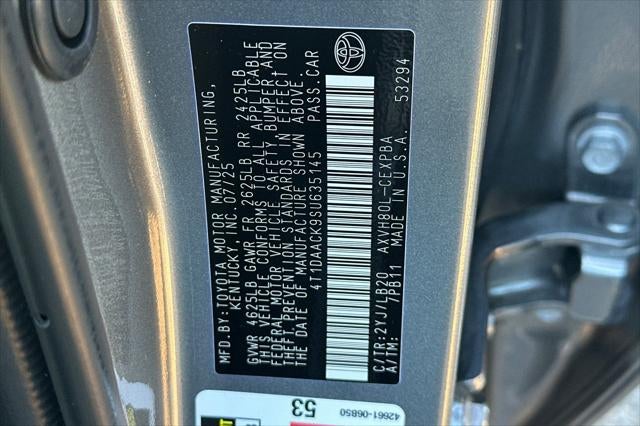 MFD.BY:TOYOTA MOTOR MANUFACTURING,
KENTUCKY, INC. 07/25
GVWR 4625LB GAWR FR 2625LB RR 2425LB
THIS VEHICLE CONFORMS TO ALL APPLICABLE
FEDERAL MOTOR VEHICLE SAFETY, BUMPER, AND
THEFT PREVENTION STANDARDS IN EFFECT ON
THE DATE OF MANUFACTURE SHOWN ABOVE.
4T1DAACK9SU635145 PASS.CAR
C/TR:2YJ/LB20 AXVH80L-CEXPBA
A/TM: -/PB11 MADE IN U.S.A. 53294
53
42661-06B50